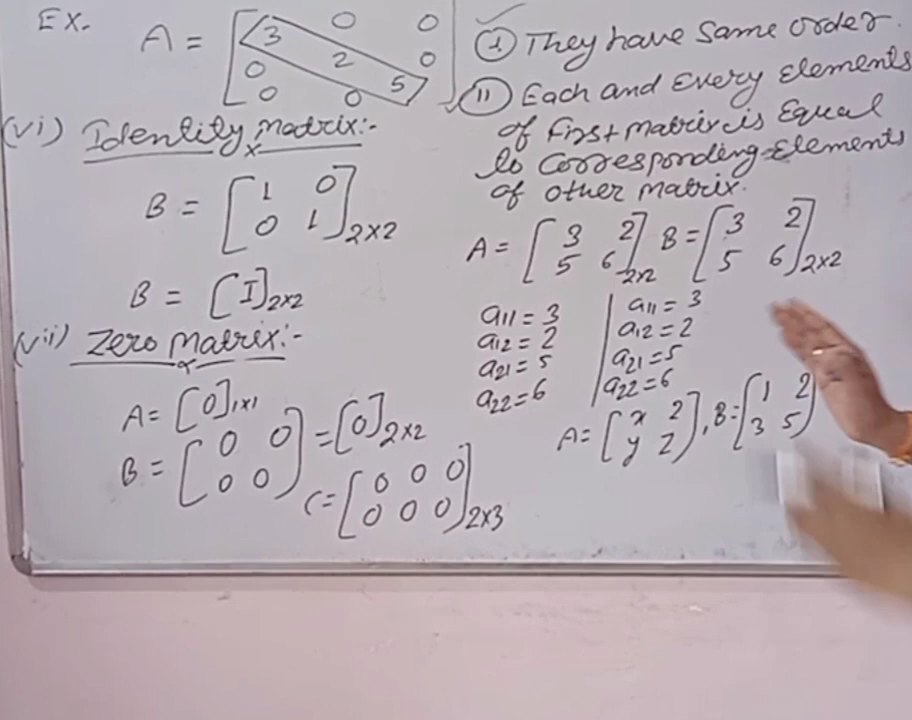 Ex.
A = [3 0 0
0 2 0
0 0 5]
(vi) Identity matrix:-
B = [1 0
0 1]2×2
B = [I]2×2
(vii) Zero matrix:-
A = [0]1×1
B = [0 0
0 0] = [0]2×2
C = [0 0 0
0 0 0]2×3
(I) They have same order.
(II) Each and Every Elements
of First matrix is Equal
to Corresponding Elements
of other matrix.
A = [3 2
5 6]2×2 B = [3 2
5 6]2×2
a11 = 3 | a11 = 3
a12 = 2 | a12 = 2
a21 = 5 | a21 = 5
a22 = 6 | a22 = 6
A = [x 2
y z], B = [1 2
3 5]